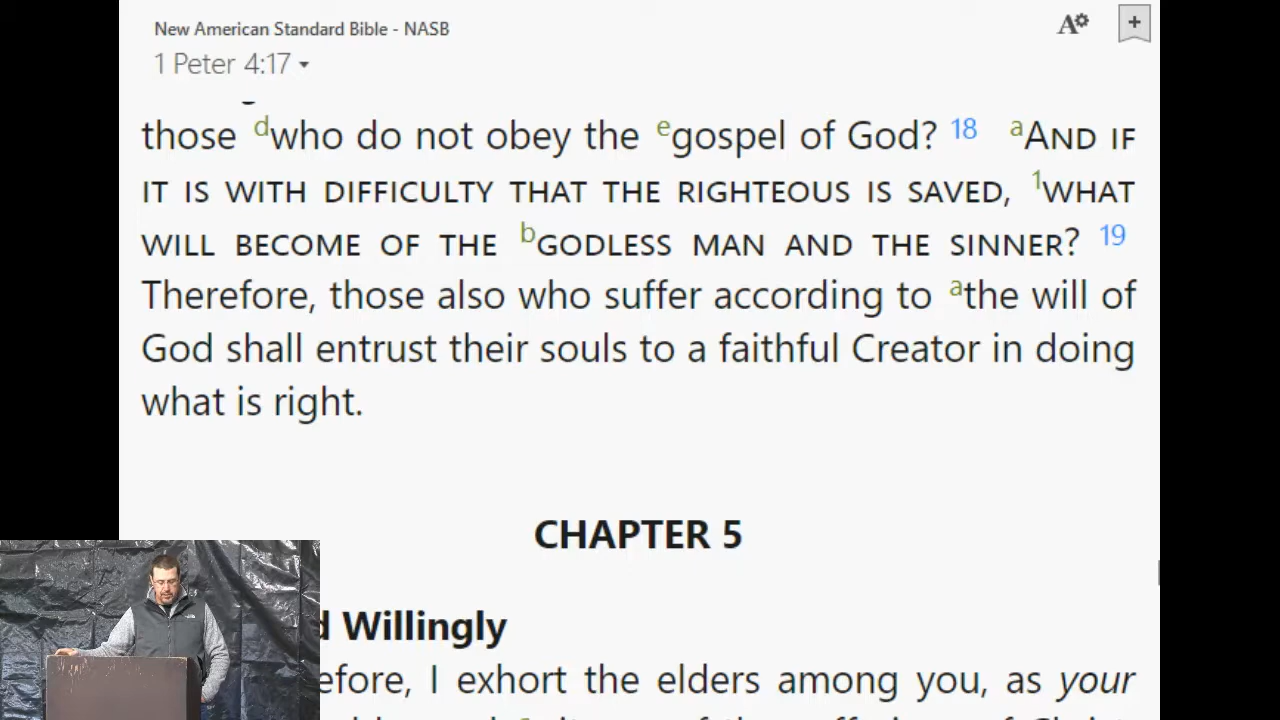 New American Standard Bible - NASB
1 Peter 4:17
those dwho do not obey the egospel of God? 18 aAND IF
IT IS WITH DIFFICULTY THAT THE RIGHTEOUS IS SAVED, 1WHAT
WILL BECOME OF THE bGODLESS MAN AND THE SINNER? 19
Therefore, those also who suffer according to athe will of
God shall entrust their souls to a faithful Creator in doing
what is right.
CHAPTER 5
Willingly
I exhort the elders among you, as your